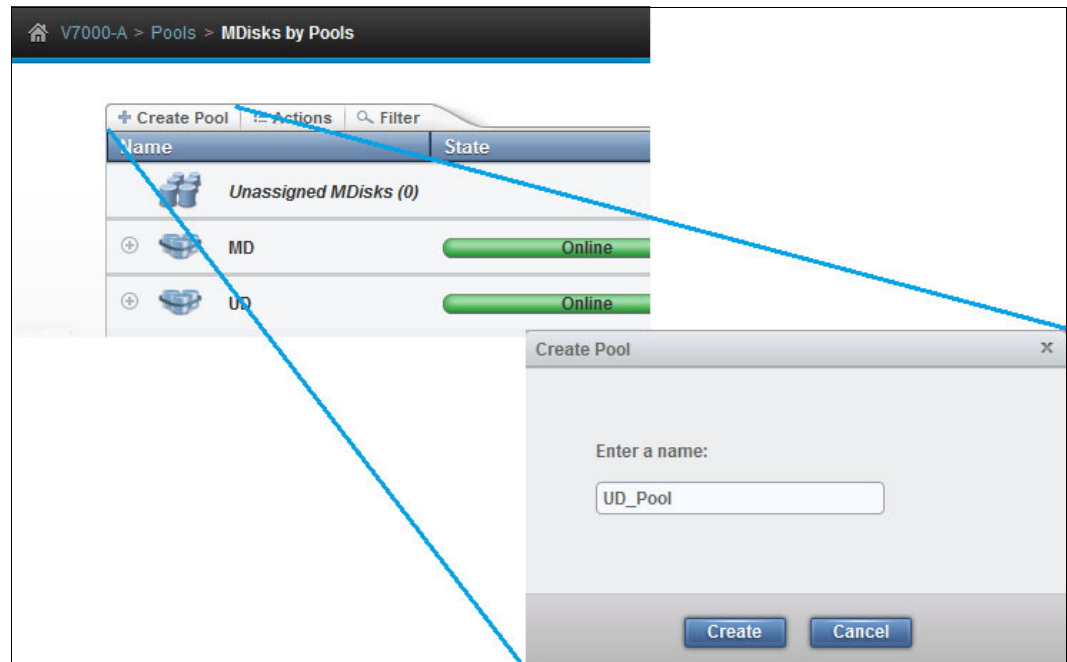 V7000-A > Pools > MDisks by Pools
+ Create Pool Actions Filter
Name State
Unassigned MDisks (0)
MD Online
UD Online
Create Pool x
Enter a name:
UD_Pool
Create Cancel